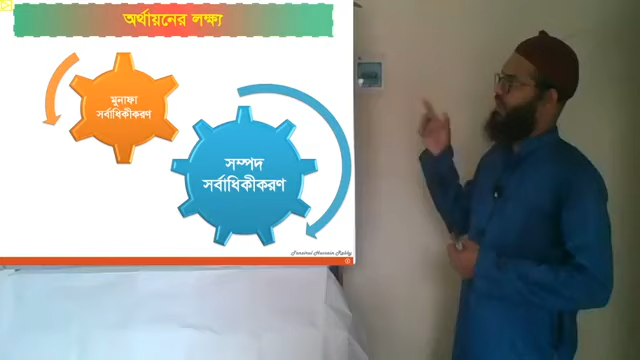 অর্থায়নের লক্ষ্য
মুনাফা
সর্বাধিকীকরণ
সম্পদ
সর্বাধিকীকরণ